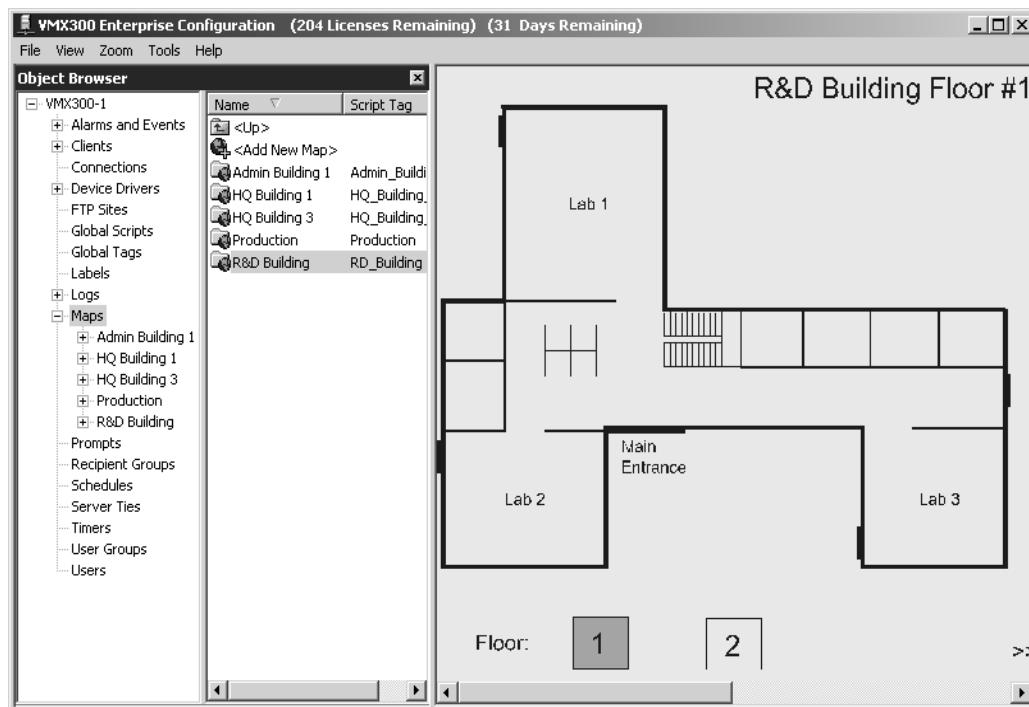 VMX300 Enterprise Configuration (204 Licenses Remaining) (31 Days Remaining)
File View Zoom Tools Help
Object Browser
VMX300-1
Alarms and Events
Clients
Connections
Device Drivers
FTP Sites
Global Scripts
Global Tags
Labels
Logs
Maps
Admin Building 1
HQ Building 1
HQ Building 3
Production
R&D Building
Prompts
Recipient Groups
Schedules
Server Ties
Timers
User Groups
Users
Name Script Tag
<Up>
<Add New Map>
Admin Building 1 Admin_Buildi
HQ Building 1 HQ_Building_
HQ Building 3 HQ_Building_
Production Production
R&D Building RD_Building
R&D Building Floor #1
Lab 1
Main
Entrance
Lab 2
Lab 3
Floor: 1 2
>>